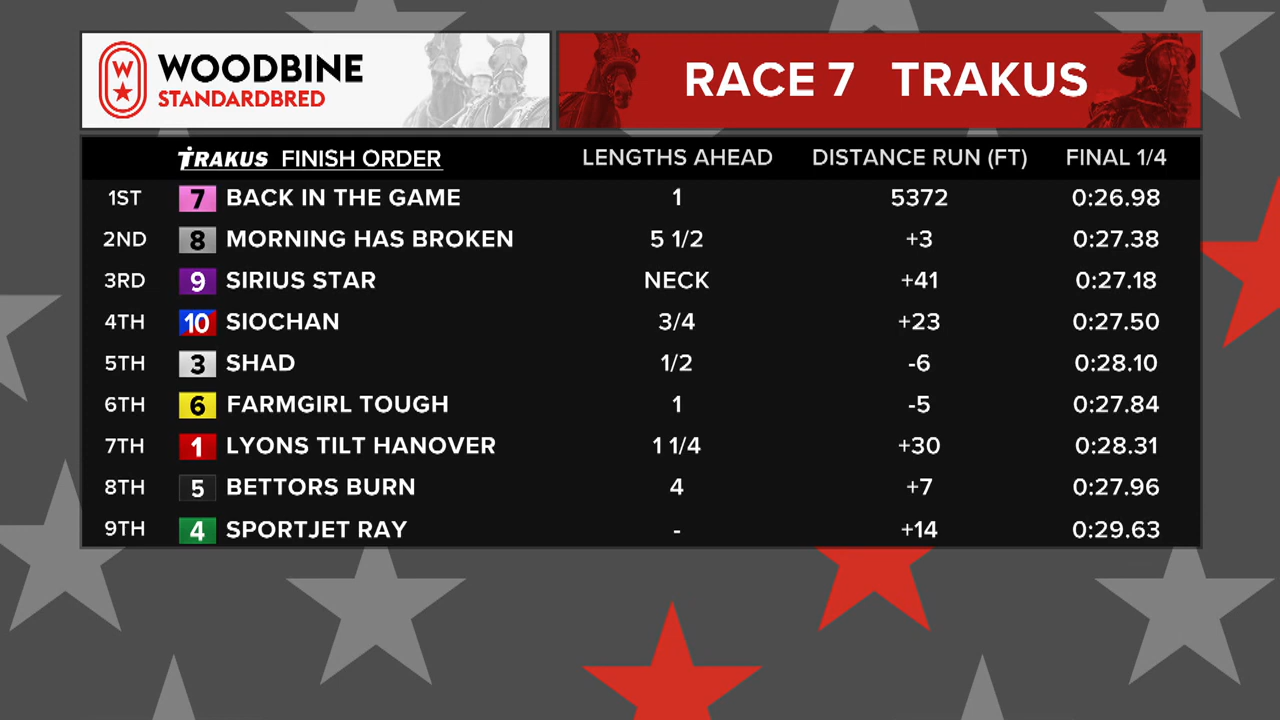 W
WOODBINE
STANDARDBRED
RACE 7 TRAKUS
TRAKUS FINISH ORDER LENGTHS AHEAD DISTANCE RUN (FT) FINAL 1/4
1ST 7 BACK IN THE GAME 1 5372 0:26.98
2ND 8 MORNING HAS BROKEN 5 1/2 +3 0:27.38
3RD 9 SIRIUS STAR NECK +41 0:27.18
4TH 10 SIOCHAN 3/4 +23 0:27.50
5TH 3 SHAD 1/2 -6 0:28.10
6TH 6 FARMGIRL TOUGH 1 -5 0:27.84
7TH 1 LYONS TILT HANOVER 1 1/4 +30 0:28.31
8TH 5 BETTORS BURN 4 +7 0:27.96
9TH 4 SPORTJET RAY - +14 0:29.63